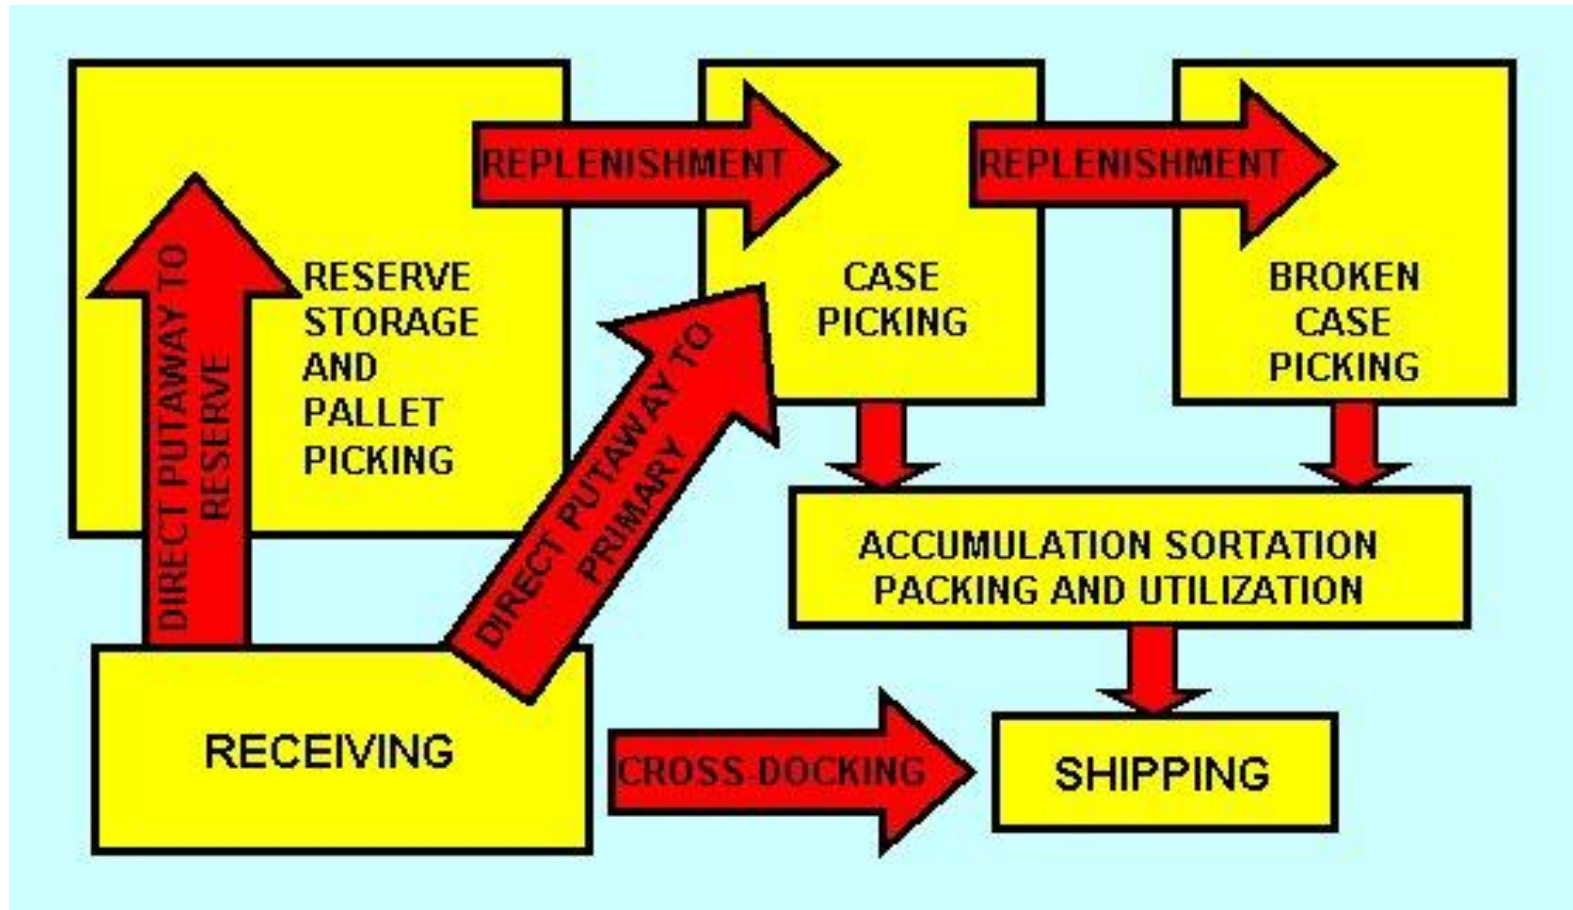 REPLENISHMENT
REPLENISHMENT
DIRECT PUTAWAY TO
RESERVE
RESERVE
STORAGE
AND
PALLET
PICKING
CASE
PICKING
BROKEN
CASE
PICKING
DIRECT PUTAWAY TO
PRIMARY
ACCUMULATION SORTATION
PACKING AND UTILIZATION
RECEIVING
CROSS-DOCKING
SHIPPING